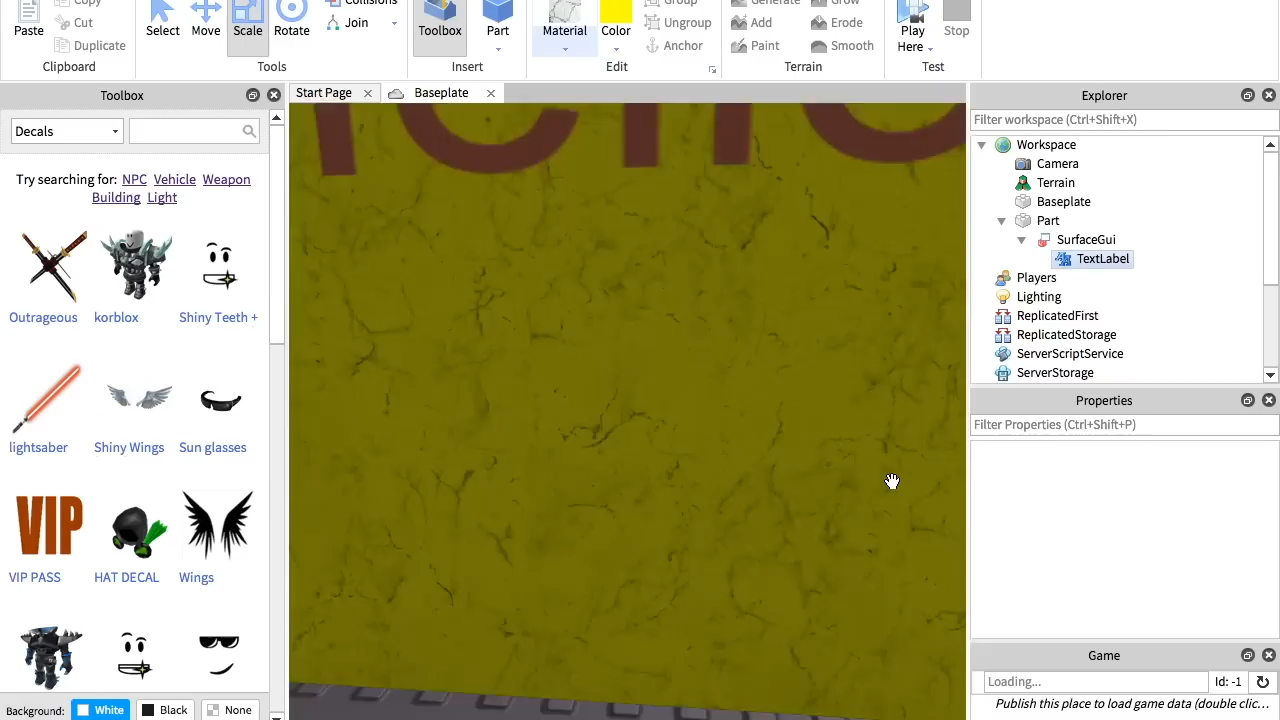 Copy
Collisions
Group
Generate
Grow
Paste
Cut
Select
Move
Scale
Rotate
Join
Toolbox
Part
Material
Color
Ungroup
Add
Erode
Play
Here
Stop
Duplicate
Anchor
Paint
Smooth
Clipboard
Tools
Insert
Edit
Terrain
Test
Toolbox
Start Page
Baseplate
Explorer
Decals
Filter workspace (Ctrl+Shift+X)
Try searching for: NPC Vehicle Weapon
Building Light
Workspace
Camera
Terrain
Baseplate
Part
SurfaceGui
TextLabel
Players
Lighting
ReplicatedFirst
ReplicatedStorage
ServerScriptService
ServerStorage
Outrageous
korblox
Shiny Teeth +
lightsaber
Shiny Wings
Sun glasses
VIP
VIP PASS
HAT DECAL
Wings
Background: White Black None
Properties
Filter Properties (Ctrl+Shift+P)
Game
Loading...
Id: -1
Publish this place to load game data (double clic...